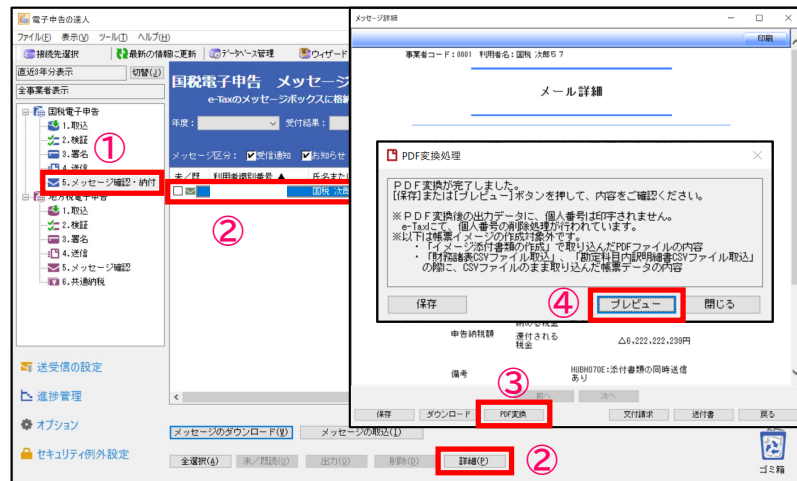 電子申告の達人
ファイル(F) 表示(V) ツール(T) ヘルプ(H)
接続先選択 最新の情報に更新 データベース管理 ウィザード
直近3年分表示 切替(J)
全事業者表示
国税電子申告
1.取込
2.検証
3.署名
4.送信
5.メッセージ確認・納付
地方税電子申告
1.取込
2.検証
3.署名
4.送信
5.メッセージ確認
6.共通納税
①
送受信の設定
進捗管理
オプション
セキュリティ例外設定
国税電子申告 メッセージ
e-Taxのメッセージボックスに格納
年度: 受付結果:
メッセージ区分: 受信通知 お知らせ
未/既 利用者識別番号 ▲ 氏名または
国税 次郎
②
メッセージのダウンロード(W) メッセージの取込(I)
全選択(A) 未/既読(U) 出力(O) 削除(D) 詳細(P)
②
ゴミ箱
メッセージ詳細
印刷
事業者コード:0001 利用者名:国税 次郎57
メール詳細
PDF変換処理
PDF変換が完了しました。
[保存]または[プレビュー]ボタンを押して、内容をご確認ください。
※PDF変換後の出力データに、個人番号は印字されません。
e-Taxにて、個人番号の削除処理が行われています。
※以下は帳票イメージの作成対象外です。
・「イメージ添付書類の作成」で取り込んだPDFファイルの内容
・「財務諸表CSVファイル取込」、「勘定科目内訳明細書CSVファイル取込」
の際に、CSVファイルのまま取り込んだ帳票データの内容
④
保存 プレビュー 閉じる
申告納税額
還付される
税金
△6,222,222,239円
備考
HUBH070E:添付書類の同時送信
あり
③
前へ 次へ
保存 ダウンロード PDF変換 交付請求 送付書 戻る